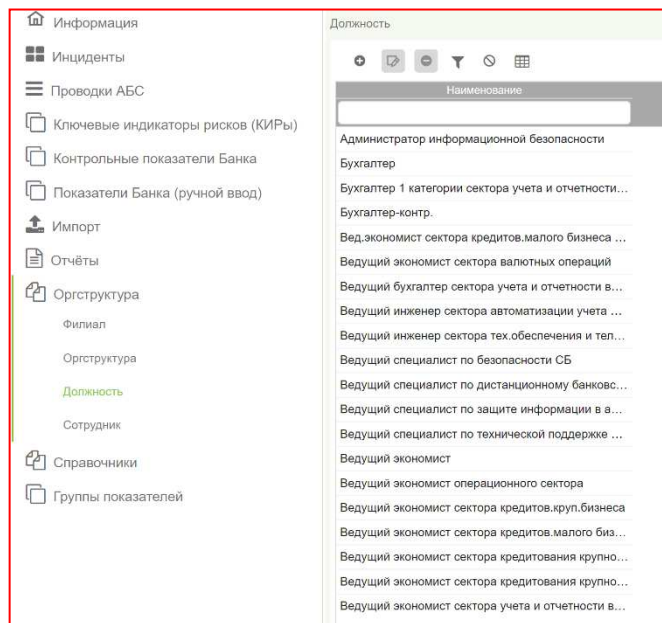 Информация
Инциденты
Проводки АБС
Ключевые индикаторы рисков (КИРы)
Контрольные показатели Банка
Показатели Банка (ручной ввод)
Импорт
Отчёты
Оргструктура
Филиал
Оргструктура
Должность
Сотрудник
Справочники
Группы показателей
Должность
Наименование
Администратор информационной безопасности
Бухгалтер
Бухгалтер 1 категории сектора учета и отчетности...
Бухгалтер-контр.
Вед.экономист сектора кредитов.малого бизнеса ...
Ведущий экономист сектора валютных операций
Ведущий бухгалтер сектора учета и отчетности в...
Ведущий инженер сектора автоматизации учета ...
Ведущий инженер сектора тех.обеспечения и тел...
Ведущий специалист по безопасности СБ
Ведущий специалист по дистанционному банковс...
Ведущий специалист по защите информации в а...
Ведущий специалист по технической поддержке ...
Ведущий экономист
Ведущий экономист операционного сектора
Ведущий экономист сектора кредитов.круп.бизнеса
Ведущий экономист сектора кредитов.малого биз...
Ведущий экономист сектора кредитования крупно...
Ведущий экономист сектора кредитования крупно...
Ведущий экономист сектора учета и отчетности в...